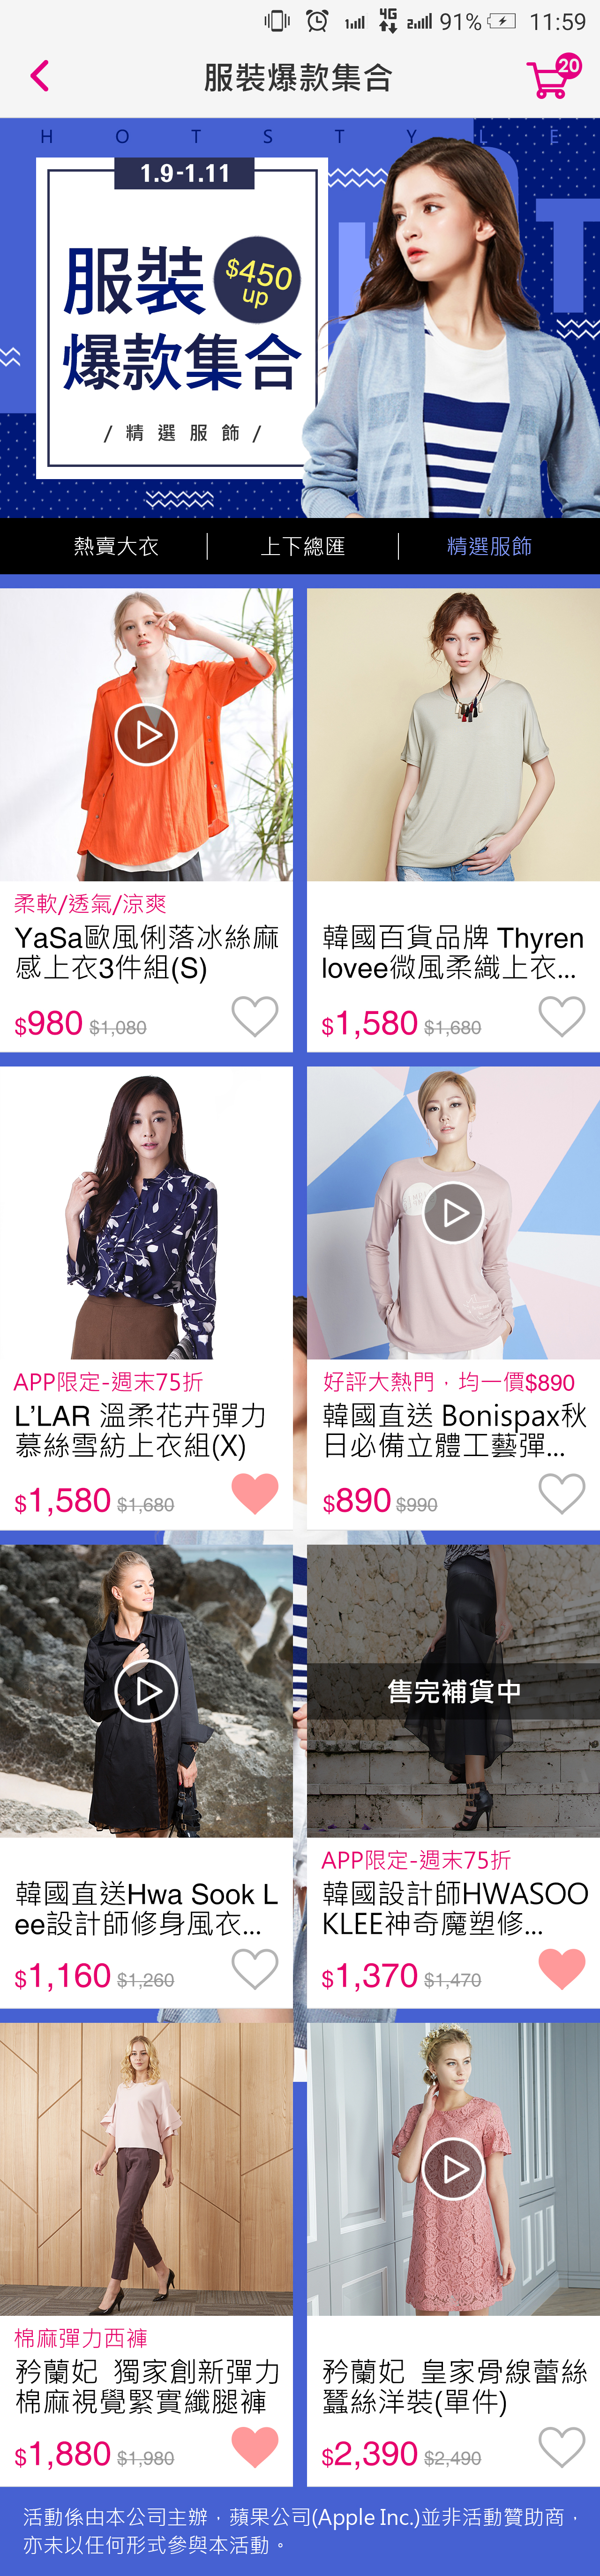 4G
91%
11:59
服裝爆款集合
20
H O T S T Y L E
1.9-1.11
服裝
$450
up
爆款集合
/ 精選服飾 /
熱賣大衣
上下總匯
精選服飾
柔軟/透氣/涼爽
YaSa歐風俐落冰絲麻
感上衣3件組(S)
$980 $1,080
韓國百貨品牌 Thyren
lovee微風柔織上衣...
$1,580 $1,680
APP限定-週末75折
L'LAR 溫柔花卉彈力
慕絲雪紡上衣組(X)
$1,580 $1,680
好評大熱門，均一價$890
韓國直送 Bonispax秋
日必備立體工藝彈...
$890 $990
韓國直送Hwa Sook L
ee設計師修身風衣...
$1,160 $1,260
售完補貨中
APP限定-週末75折
韓國設計師HWASOO
KLEE神奇魔塑修...
$1,370 $1,470
棉麻彈力西褲
矜蘭妃 獨家創新彈力
棉麻視覺緊實纖腿褲
$1,880 $1,980
矜蘭妃 皇家骨線蕾絲
蠶絲洋裝(單件)
$2,390 $2,490
活動係由本公司主辦，蘋果公司(Apple Inc.)並非活動贊助商，
亦未以任何形式參與本活動。